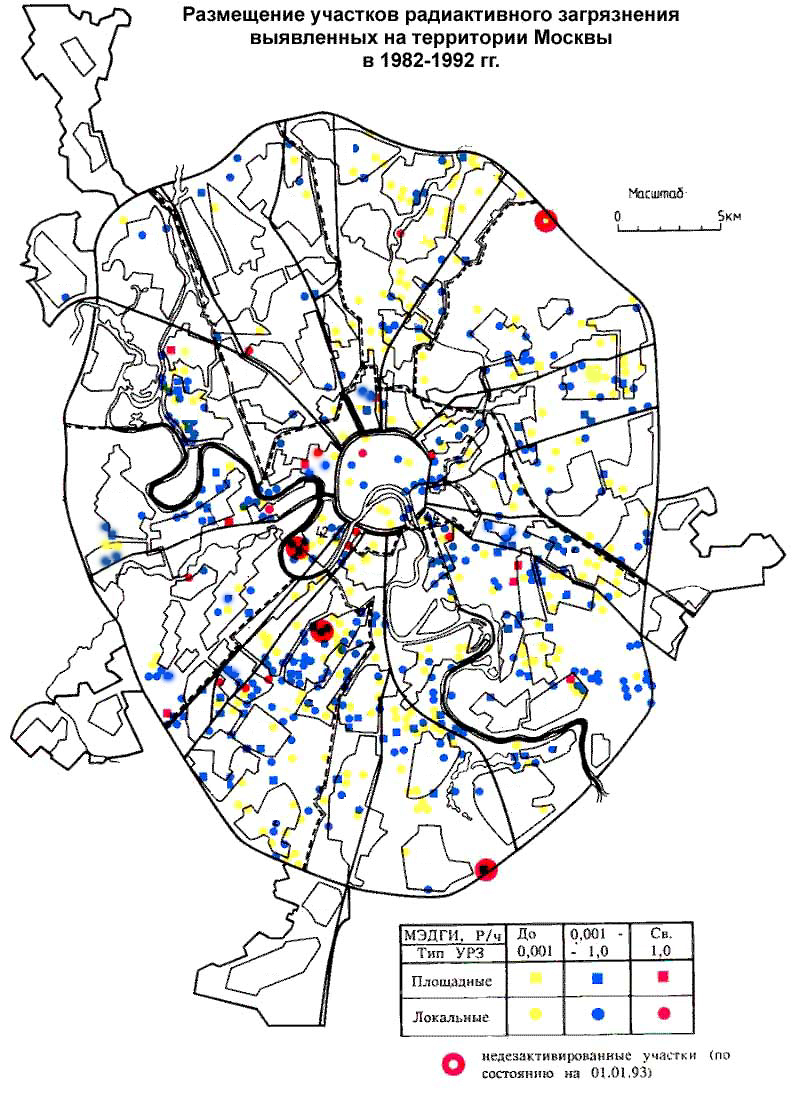 Размещение участков радиактивного загрязнения
выявленных на территории Москвы
в 1982-1992 гг.
Масштаб
0 5км
МЭДГИ, Р/ч До 0,001 - Св.
Тип УРЗ 0,001 - 1,0 1,0
Площадные
Локальные
недезактивированные участки (по
состоянию на 01.01.93)